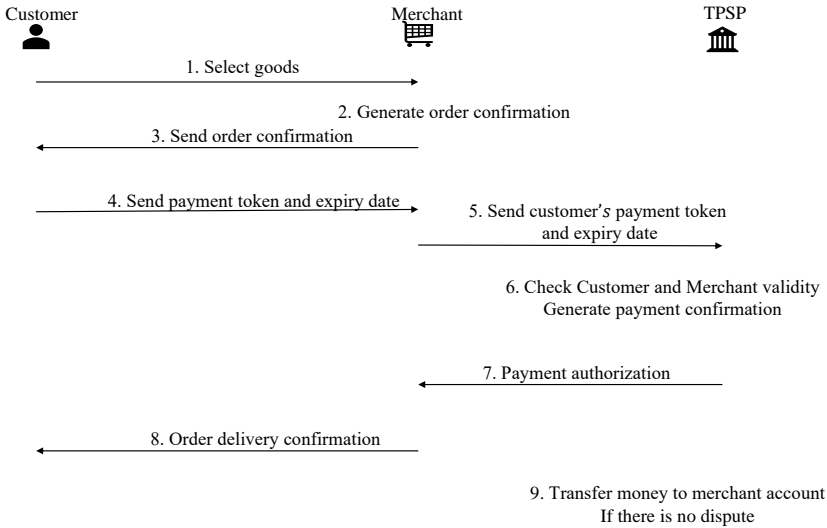 Customer
Merchant
TPSP
1. Select goods
2. Generate order confirmation
3. Send order confirmation
4. Send payment token and expiry date
5. Send customer's payment token
and expiry date
6. Check Customer and Merchant validity
Generate payment confirmation
7. Payment authorization
8. Order delivery confirmation
9. Transfer money to merchant account
If there is no dispute